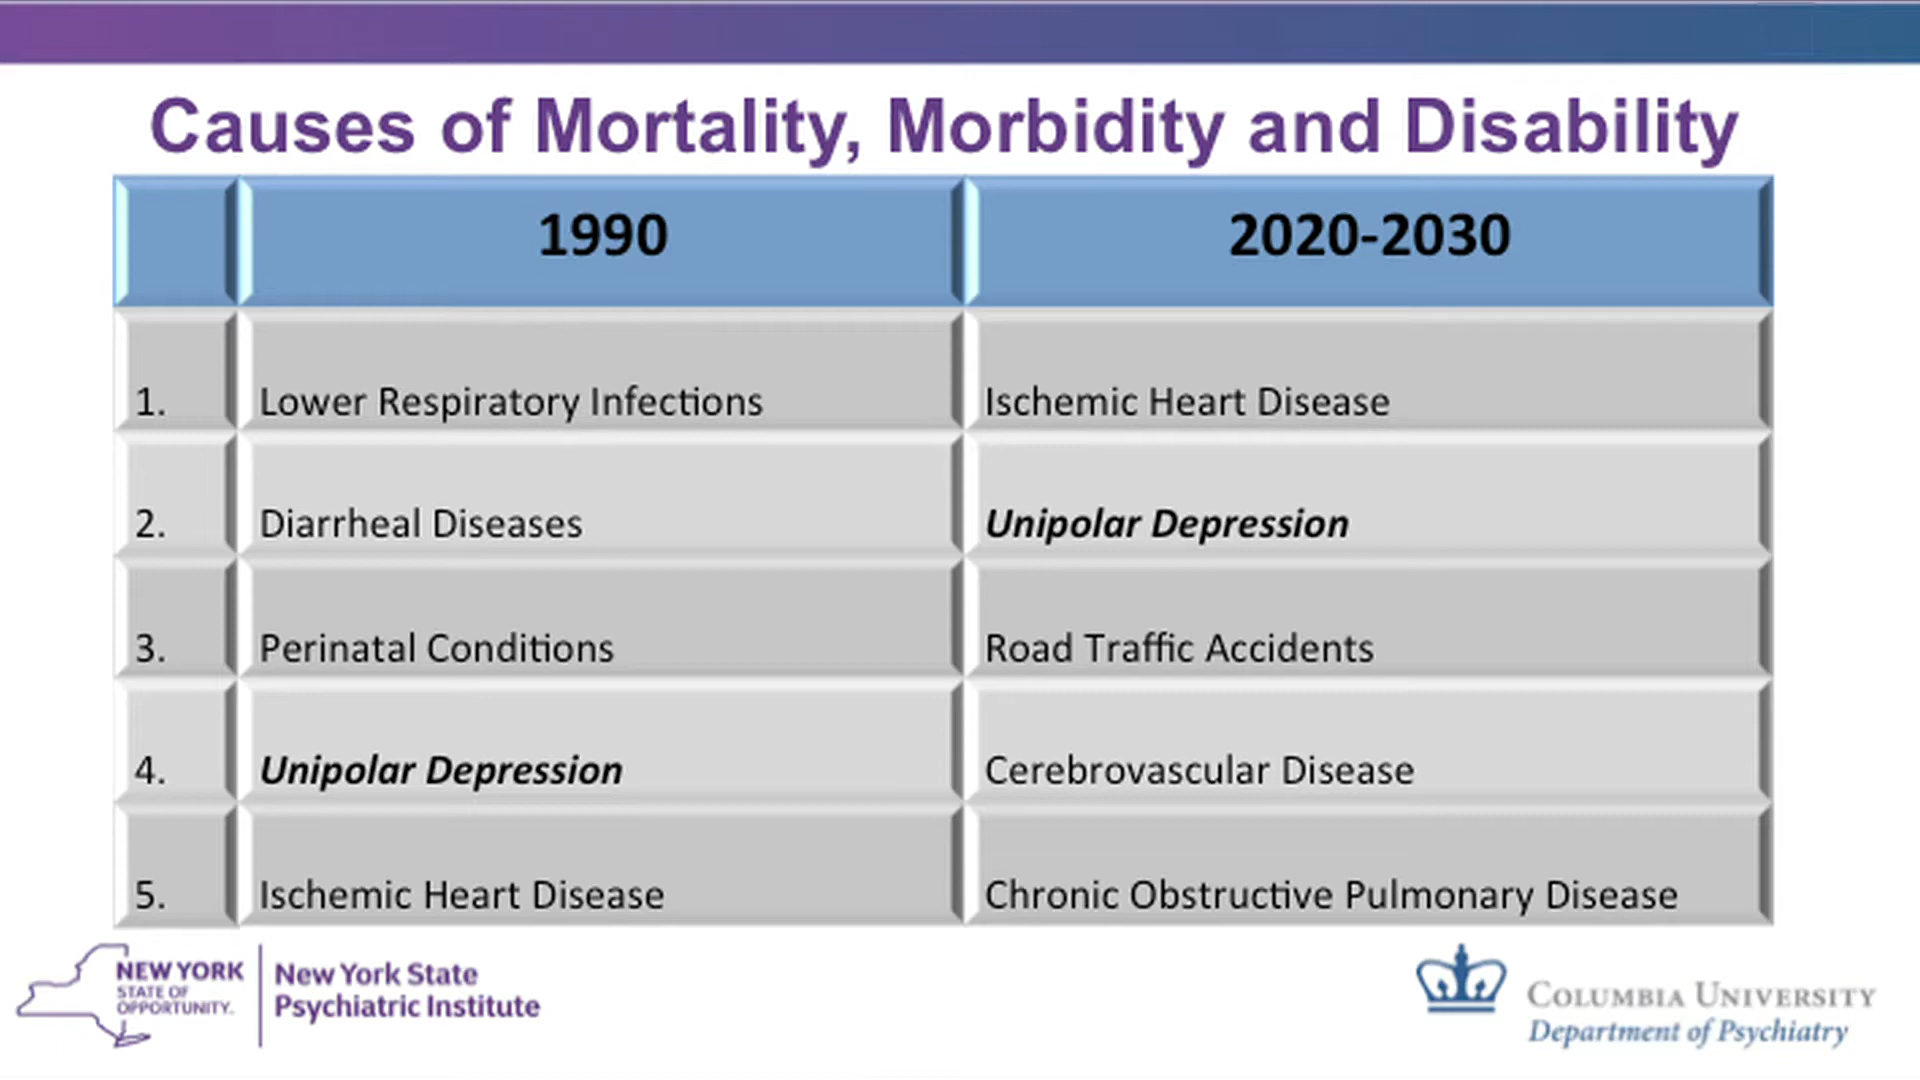 Causes of Mortality, Morbidity and Disability
1990 2020-2030
1. Lower Respiratory Infections Ischemic Heart Disease
2. Diarrheal Diseases Unipolar Depression
3. Perinatal Conditions Road Traffic Accidents
4. Unipolar Depression Cerebrovascular Disease
5. Ischemic Heart Disease Chronic Obstructive Pulmonary Disease
NEW YORK
STATE OF
OPPORTUNITY.
New York State
Psychiatric Institute
COLUMBIA UNIVERSITY
Department of Psychiatry